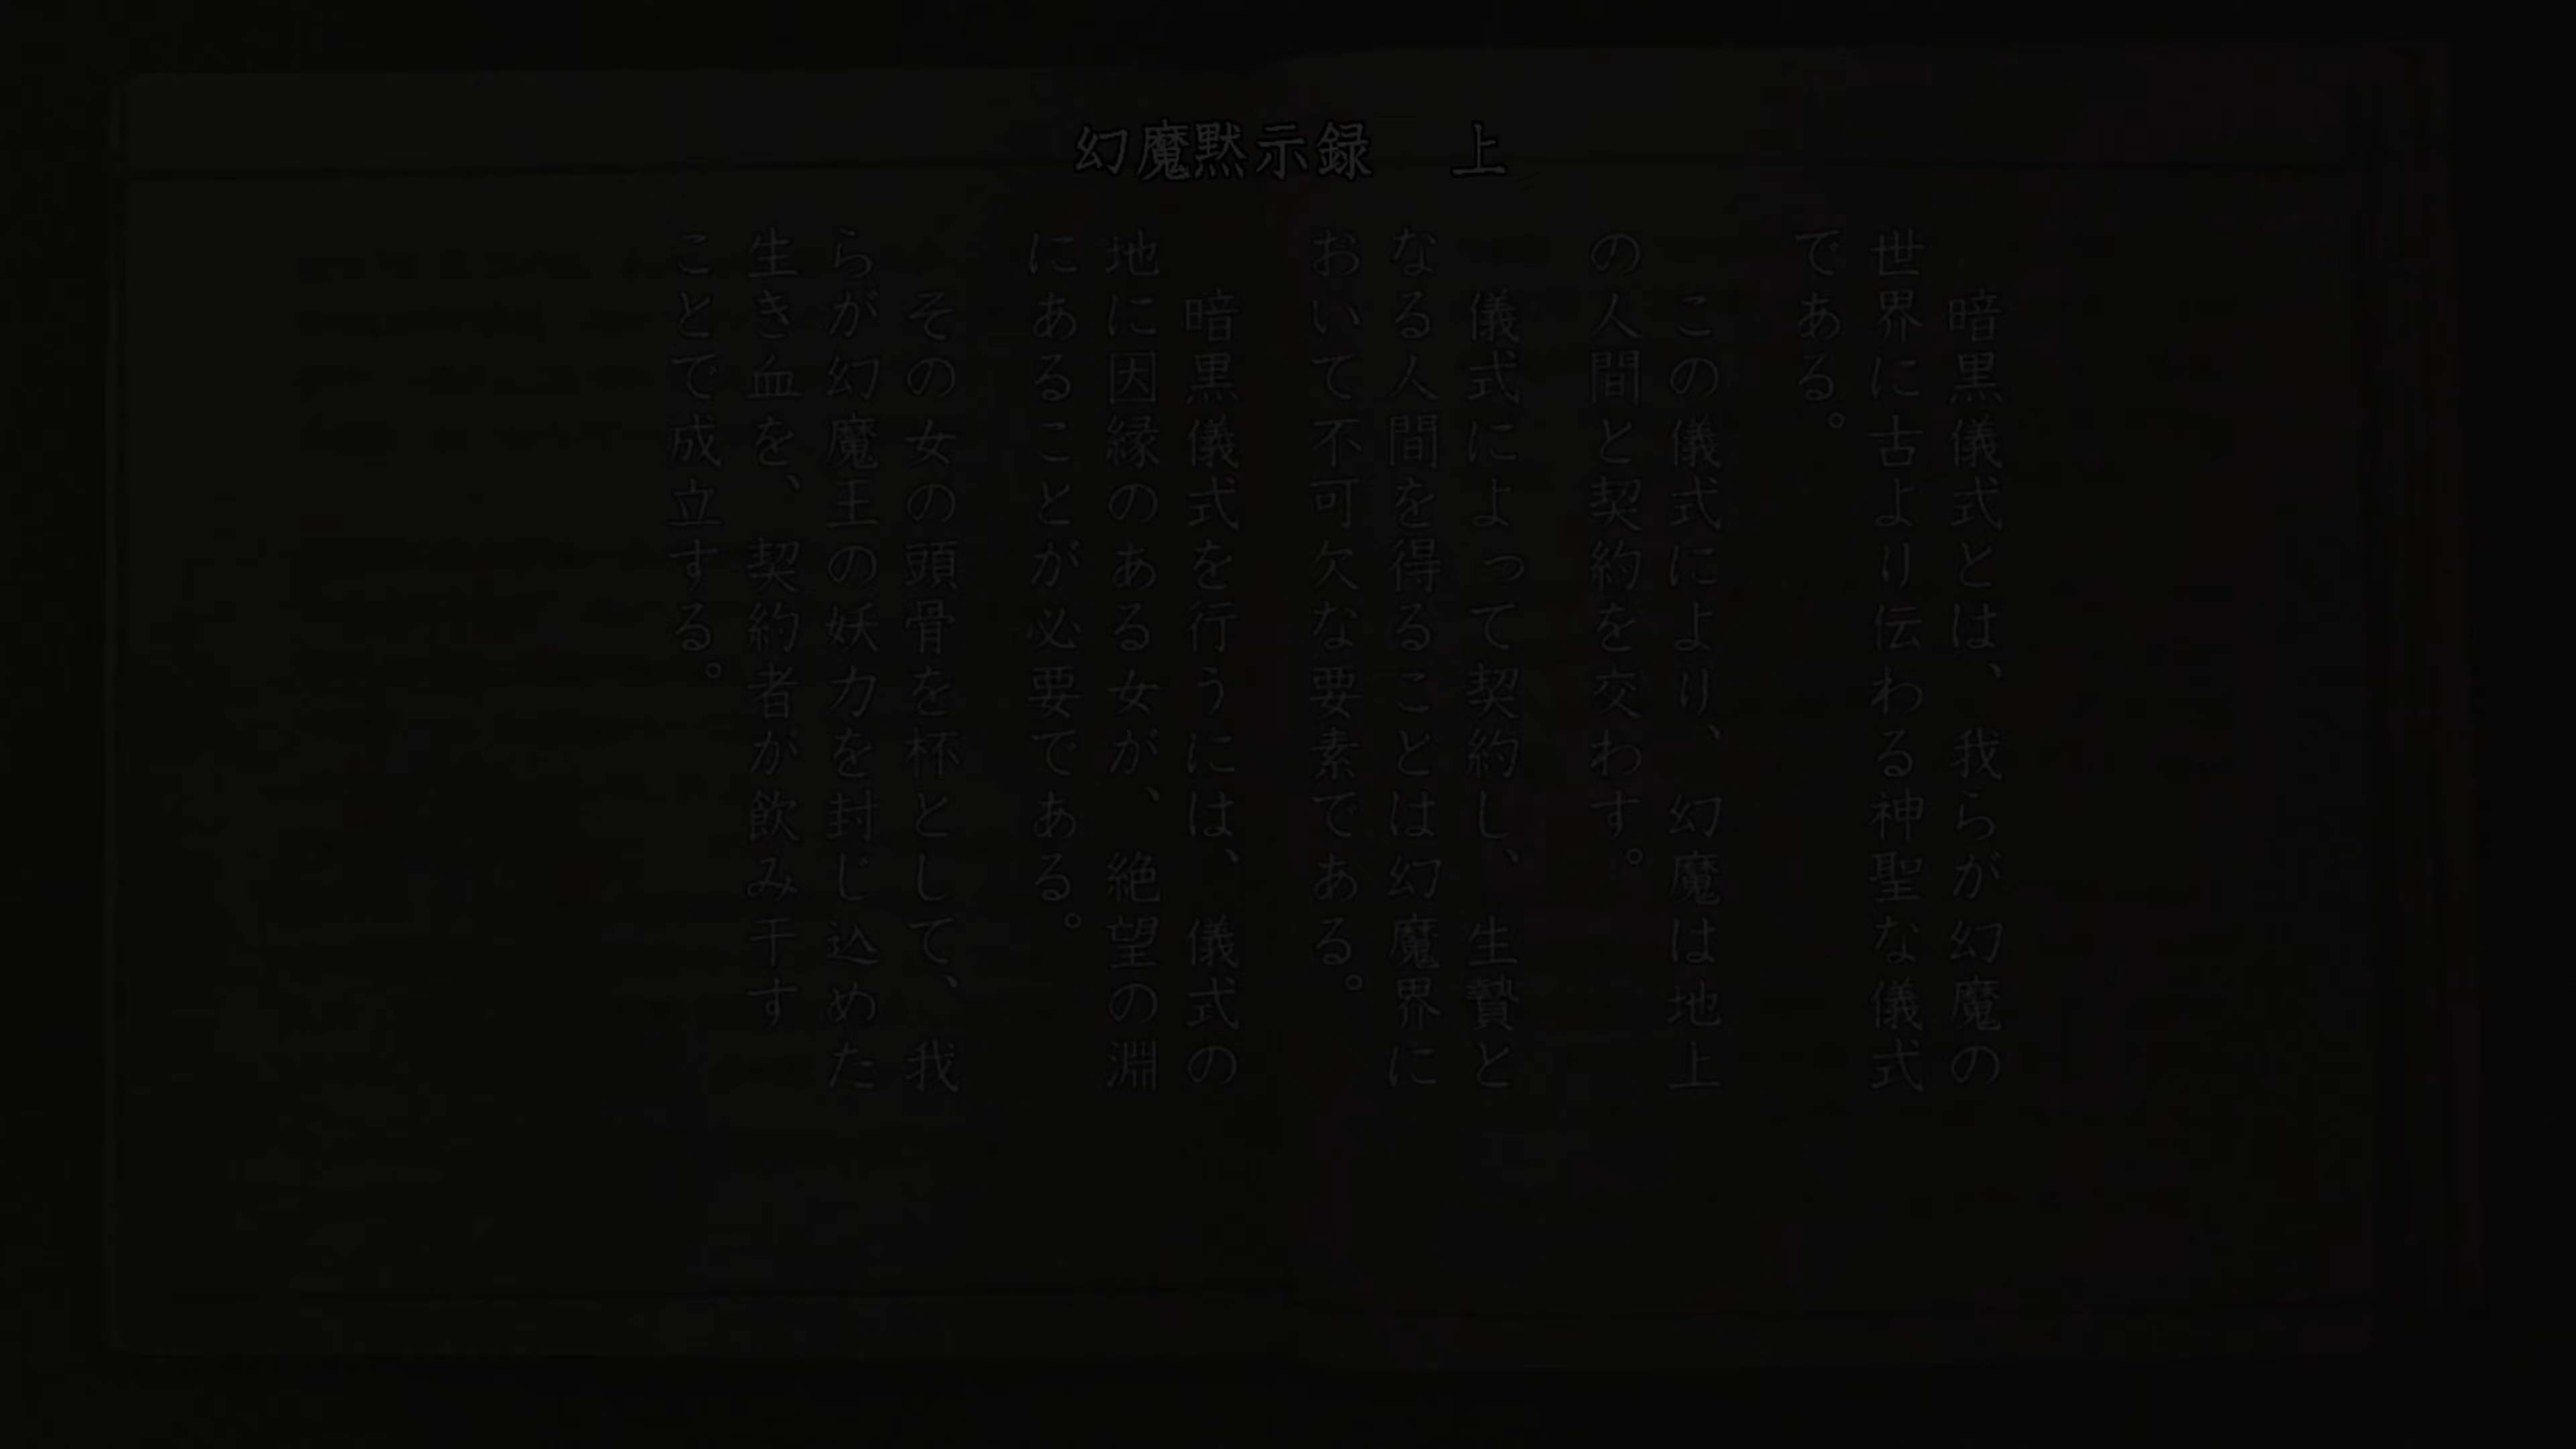 幻魔黙示録　上
暗黒儀式とは、我らが幻魔の
世界に古より伝わる神聖な儀式
である。
この儀式により、幻魔は地上
の人間と契約を交わす。
儀式によって契約し、生贄と
なる人間を得ることは幻魔界に
おいて不可欠な要素である。
暗黒儀式を行うには、儀式の
地に因縁のある女が、絶望の淵
にあることが必要である。
その女の頭骨を杯として、我
らが幻魔王の妖力を封じ込めた
生き血を、契約者が飲み干す
ことで成立する。